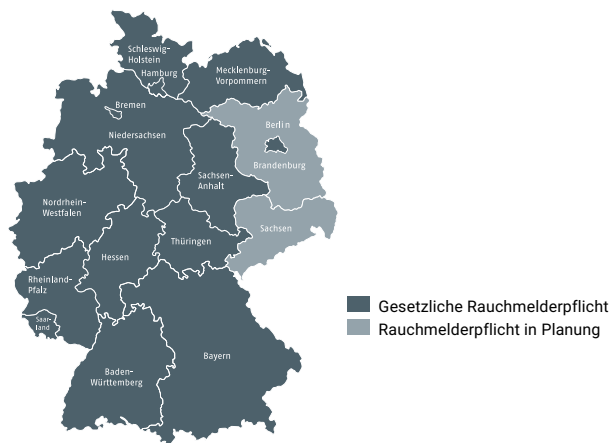 Schleswig-
Holstein
Hamburg
Mecklenburg-
Vorpommern
Bremen
Niedersachsen
Berlin
Brandenburg
Sachsen-
Anhalt
Nordrhein-
Westfalen
Hessen
Thüringen
Sachsen
Rheinland-
Pfalz
Saar-
land
Bayern
Baden-
Württemberg
Gesetzliche Rauchmelderpflicht
Rauchmelderpflicht in Planung